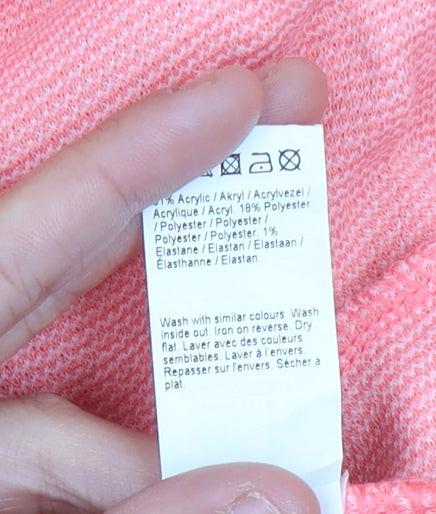 Acrylic / Akryl / Acrylvezel /
Acrylique / Acryl. 18% Polyester
/ Polyester / Polyester /
Polyester / Polyester. 1%
Elastane / Elastan / Elastaan /
Élasthanne / Elastan.
Wash with similar colours. Wash
inside out. Iron on reverse. Dry
flat. Laver avec des couleurs
semblables. Laver à l'envers.
Repasser sur l'envers. Sécher à
plat.